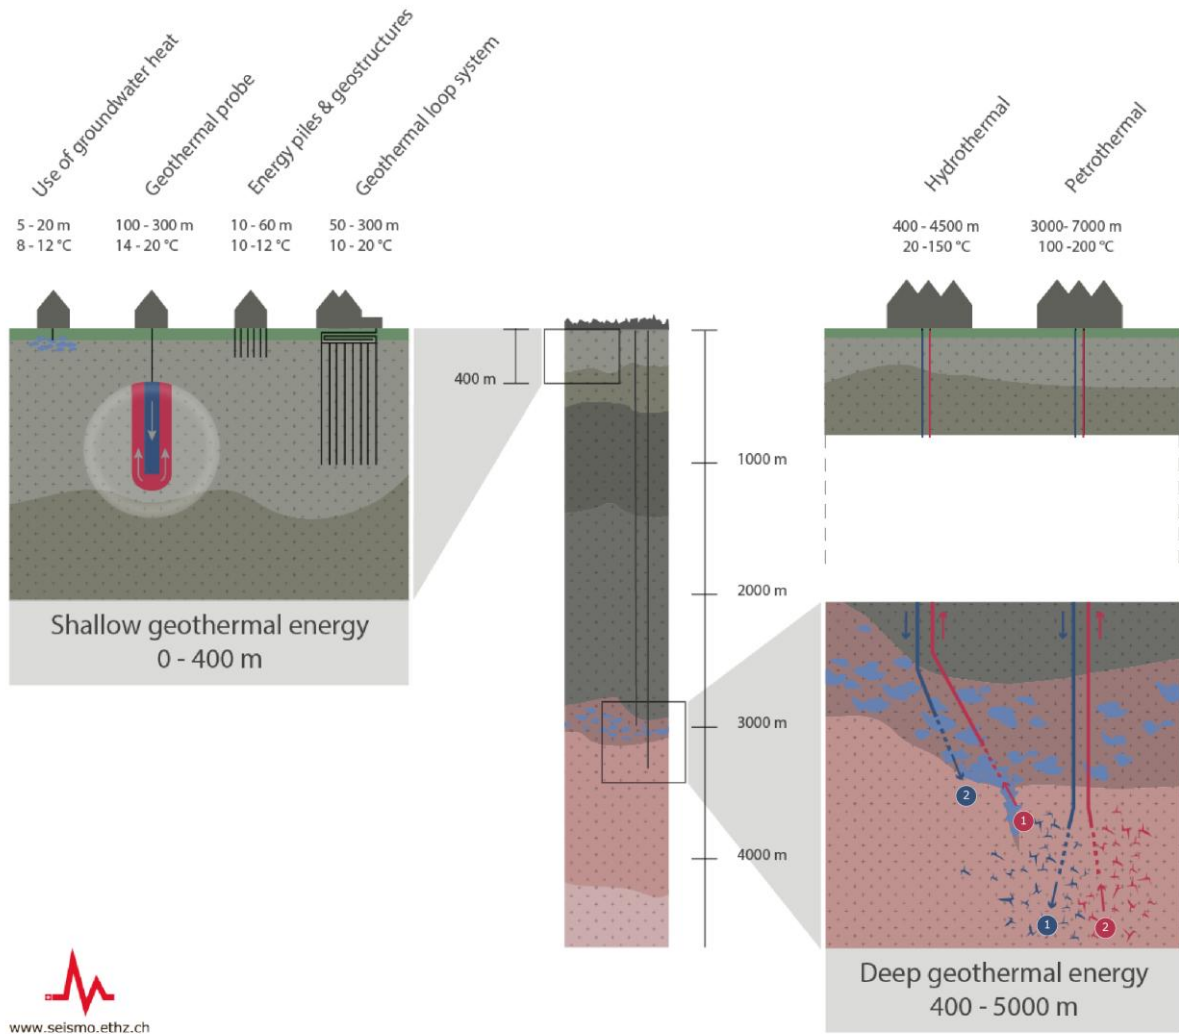 Use of groundwater heat
Geothermal probe
Energy piles & geostructures
Geothermal loop system
5 - 20 m
8 - 12 °C
100 - 300 m
14 - 20 °C
10 - 60 m
10 -12 °C
50 - 300 m
10 - 20 °C
Shallow geothermal energy
0 - 400 m
400 m
1000 m
2000 m
3000 m
4000 m
Hydrothermal
Petrothermal
400 - 4500 m
20 -150 °C
3000- 7000 m
100 -200 °C
2
1
1
2
Deep geothermal energy
400 - 5000 m
www.seismo.ethz.ch